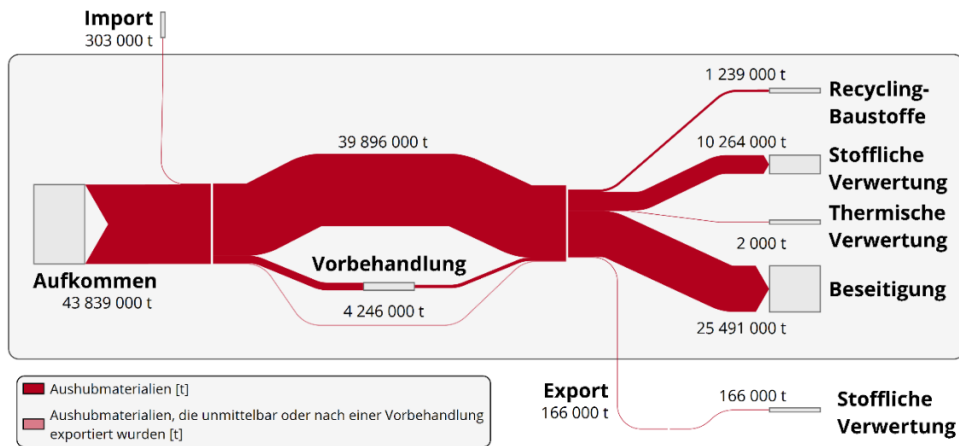 Import
303 000 t
1 239 000 t
Recycling-
Baustoffe
39 896 000 t
10 264 000 t
Stoffliche
Verwertung
Thermische
Verwertung
2 000 t
Vorbehandlung
4 246 000 t
Aufkommen
43 839 000 t
Beseitigung
25 491 000 t
Aushubmaterialien [t]
Aushubmaterialien, die unmittelbar oder nach einer Vorbehandlung
exportiert wurden [t]
Export
166 000 t
166 000 t
Stoffliche
Verwertung